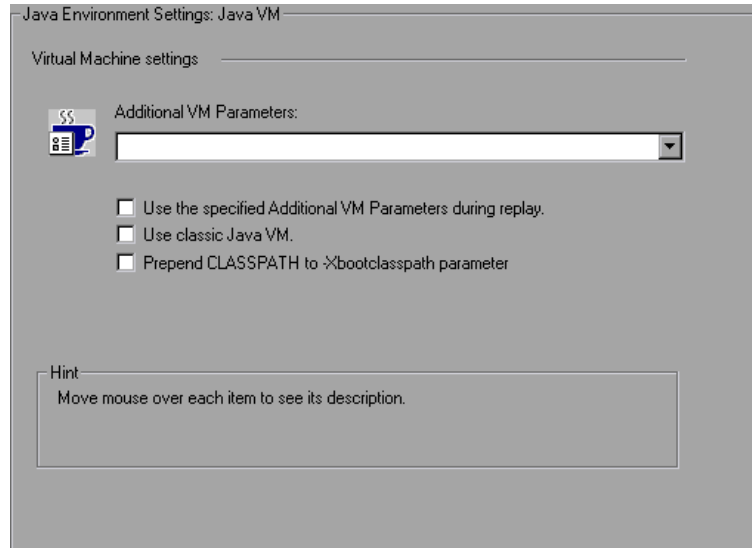 Java Environment Settings: Java VM
Virtual Machine settings
Additional VM Parameters:
Use the specified Additional VM Parameters during replay.
Use classic Java VM.
Prepend CLASSPATH to -Xbootclasspath parameter
Hint
Move mouse over each item to see its description.